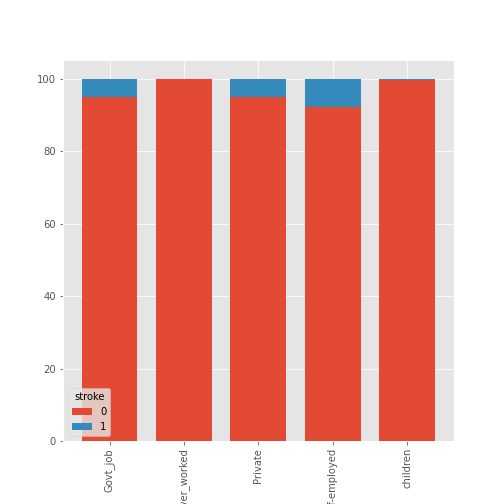 100
80
60
40
20
0
stroke
0
1
Govt_job
ver_worked
Private
f-employed
children